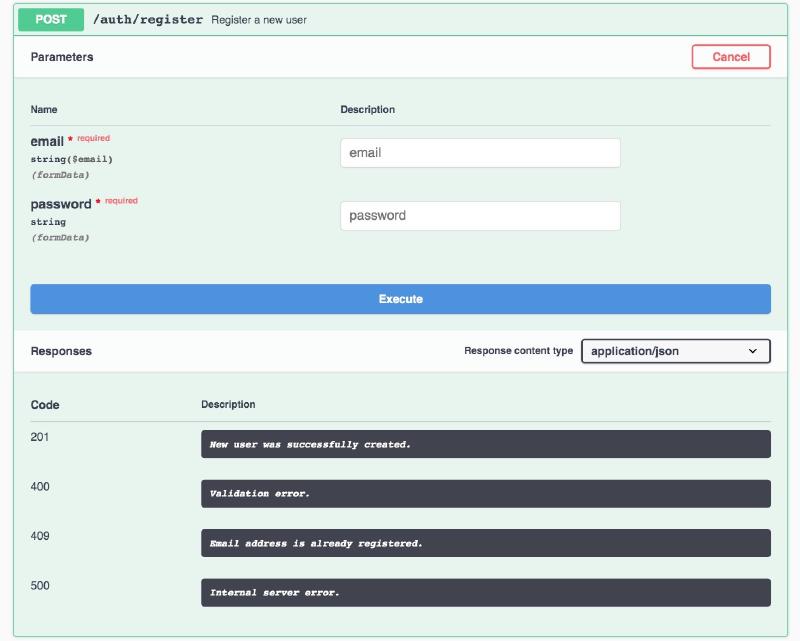 POST /auth/register Register a new user
Parameters Cancel
Name Description
email * required
string($email)
(formData)
email
password * required
string
(formData)
password
Execute
Responses Response content type application/json
Code Description
201 New user was successfully created.
400 Validation error.
409 Email address is already registered.
500 Internal server error.